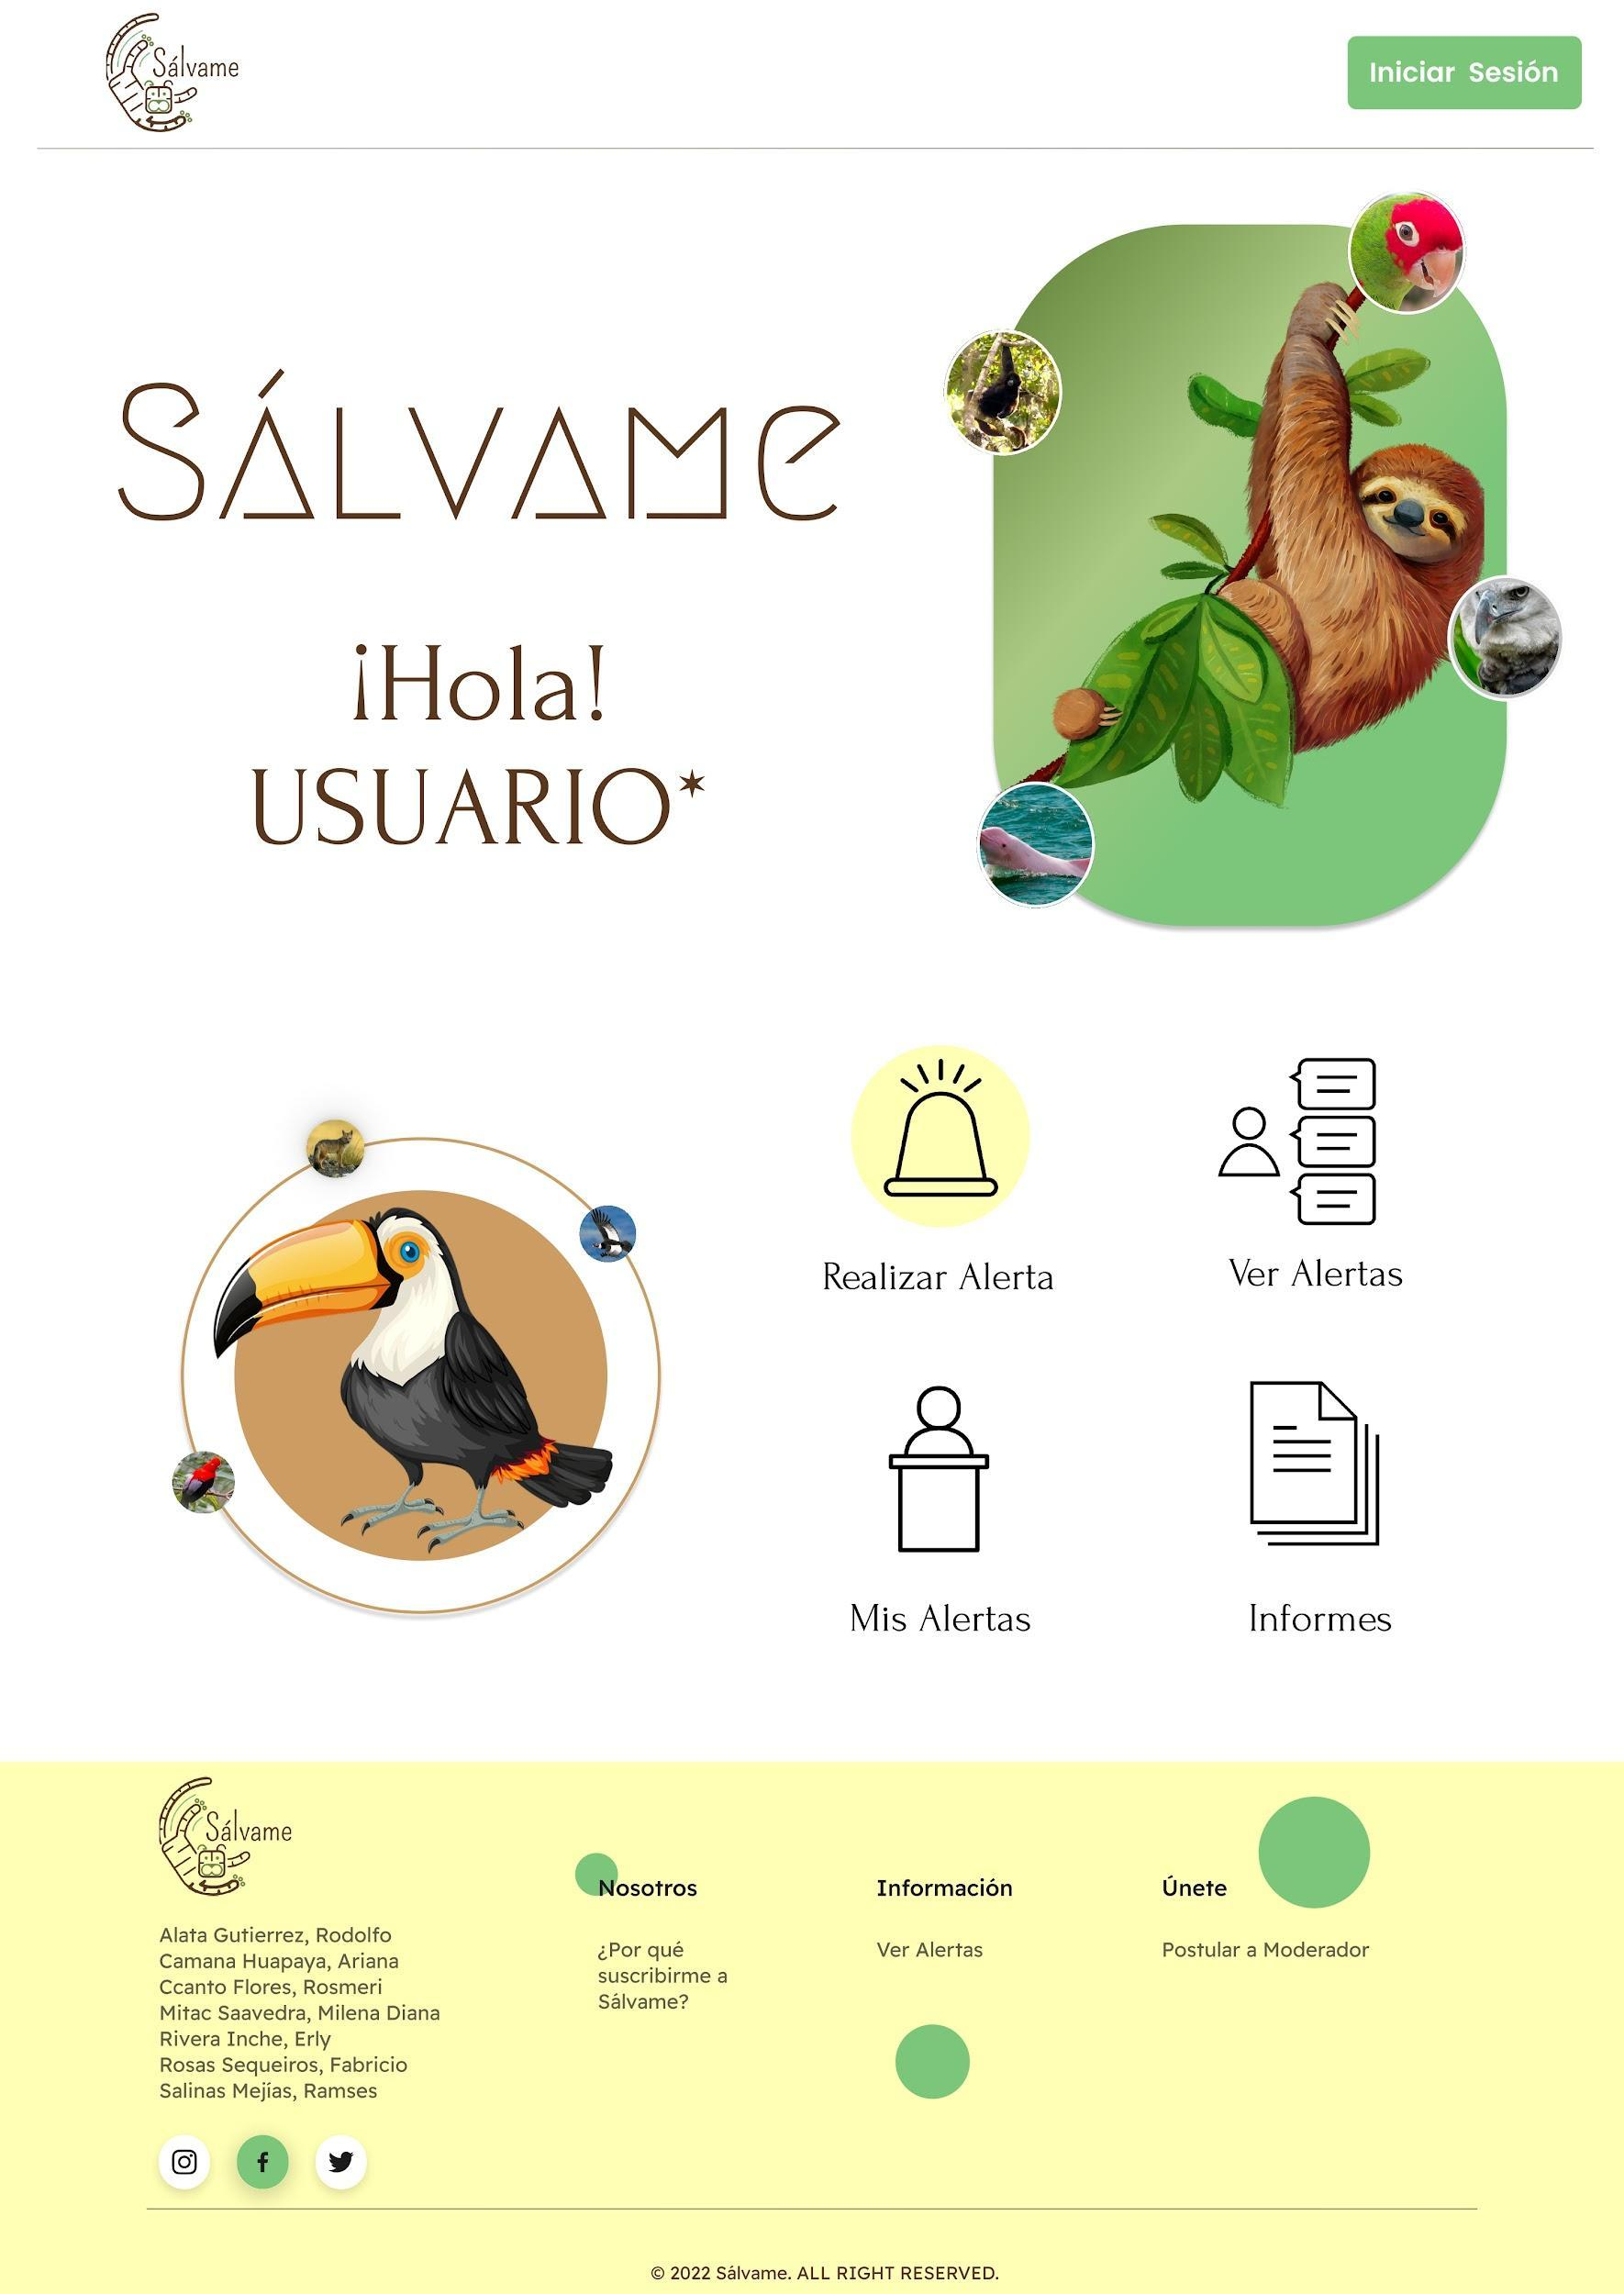 Sálvame
Iniciar Sesión
SÁLVAMe
¡Hola!
USUARIO*
Realizar Alerta
Ver Alertas
Mis Alertas
Informes
Sálvame
Alata Gutierrez, Rodolfo
Camana Huapaya, Ariana
Ccanto Flores, Rosmeri
Mitac Saavedra, Milena Diana
Rivera Inche, Erly
Rosas Sequeiros, Fabricio
Salinas Mejías, Ramses
Nosotros
¿Por qué
suscribirme a
Sálvame?
Información
Ver Alertas
Únete
Postular a Moderador
© 2022 Sálvame. ALL RIGHT RESERVED.